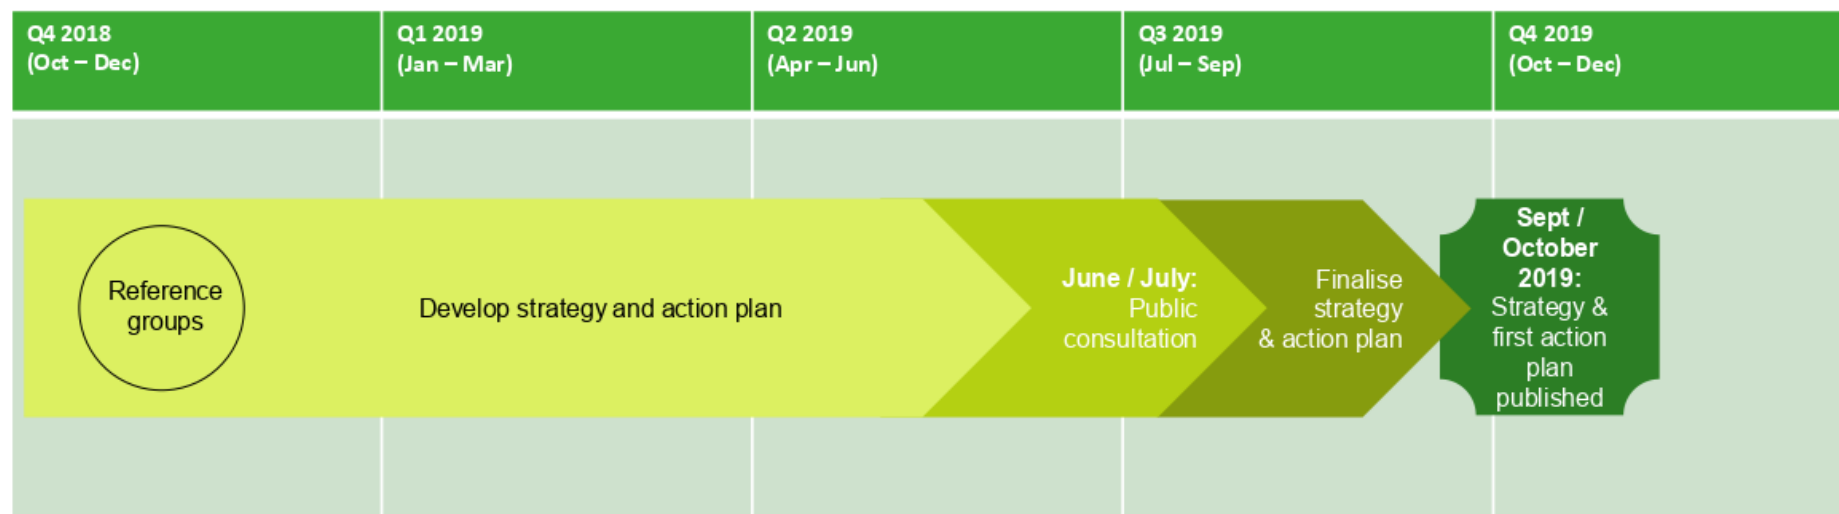 Q4 2018
(Oct – Dec)
Q1 2019
(Jan – Mar)
Q2 2019
(Apr – Jun)
Q3 2019
(Jul – Sep)
Q4 2019
(Oct – Dec)
Reference
groups
Develop strategy and action plan
June / July:
Public
consultation
Finalise
strategy
& action plan
Sept /
October
2019:
Strategy &
first action
plan
published